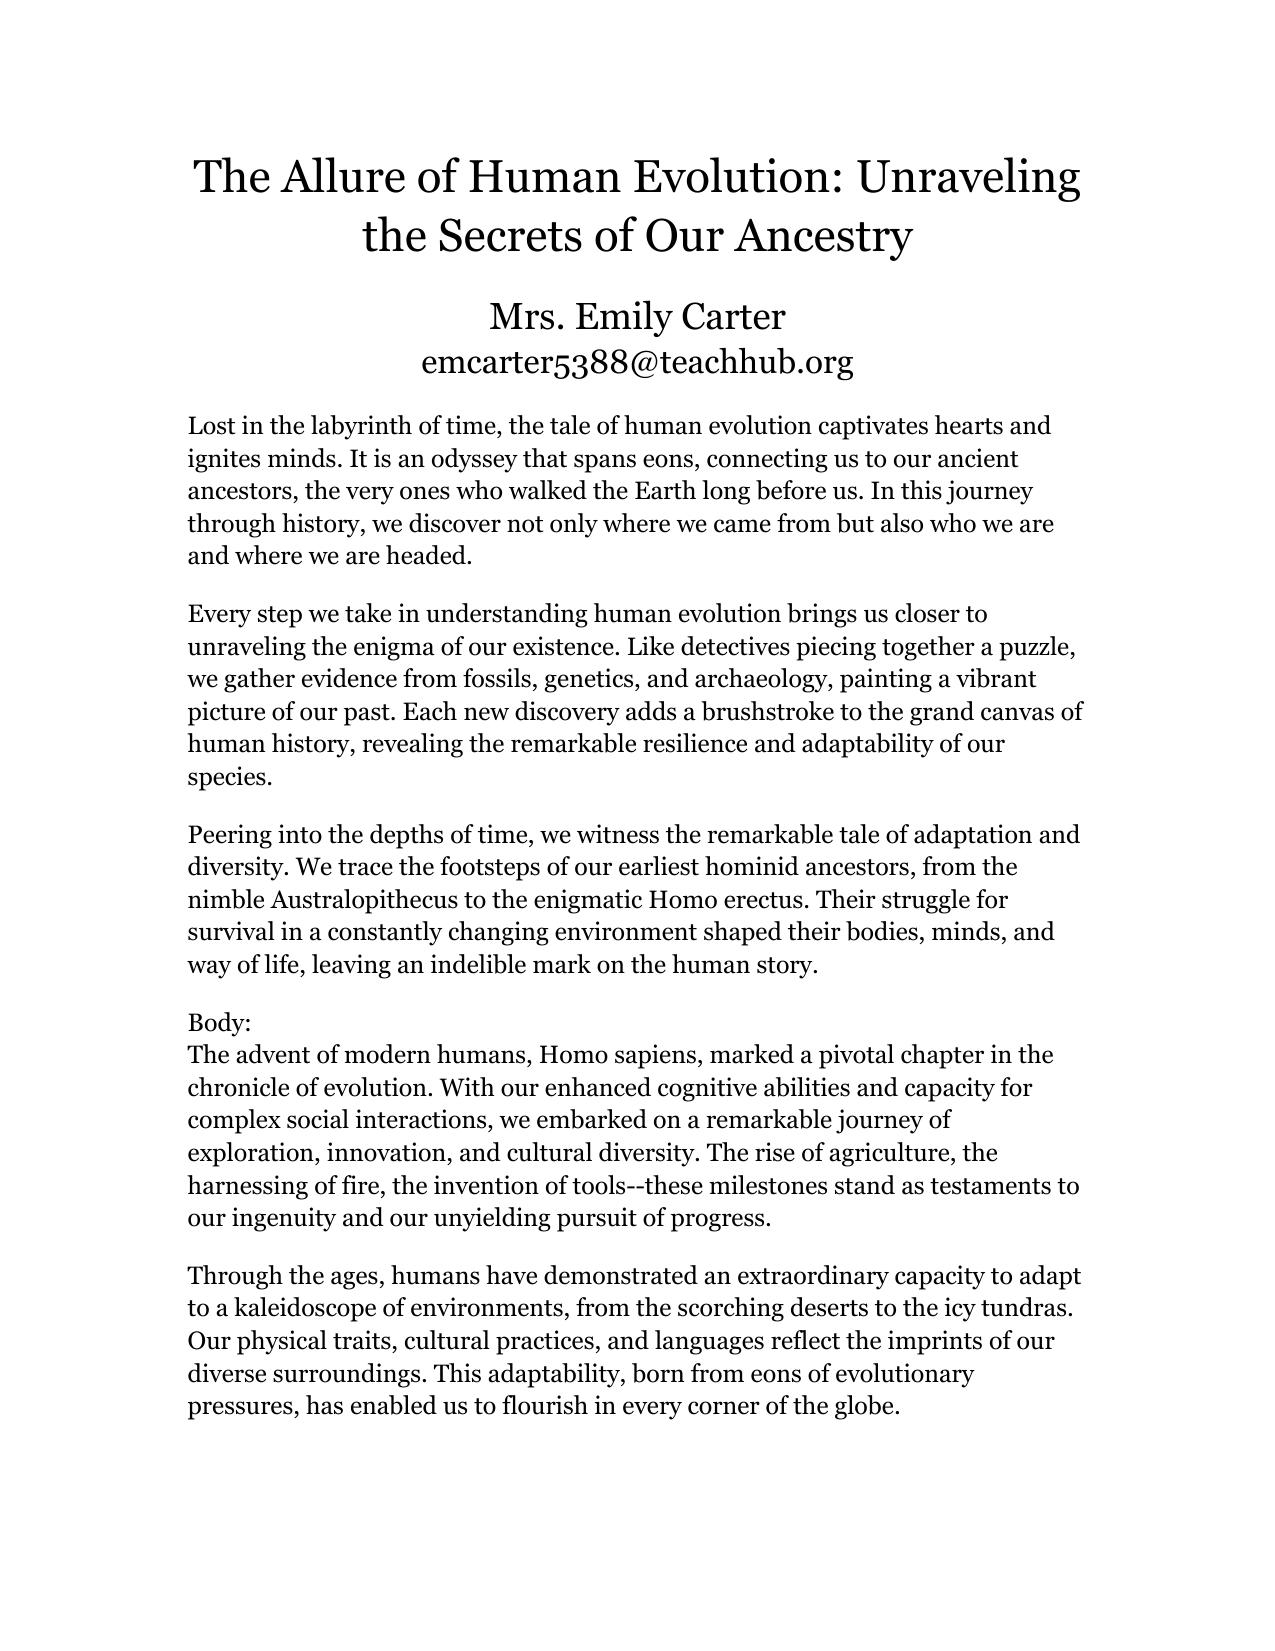 The Allure of Human Evolution: Unraveling
the Secrets of Our Ancestry
Mrs. Emily Carter
emcarter5388@teachhub.org
Lost in the labyrinth of time, the tale of human evolution captivates hearts and
ignites minds. It is an odyssey that spans eons, connecting us to our ancient
ancestors, the very ones who walked the Earth long before us. In this journey
through history, we discover not only where we came from but also who we are
and where we are headed.
Every step we take in understanding human evolution brings us closer to
unraveling the enigma of our existence. Like detectives piecing together a puzzle,
we gather evidence from fossils, genetics, and archaeology, painting a vibrant
picture of our past. Each new discovery adds a brushstroke to the grand canvas of
human history, revealing the remarkable resilience and adaptability of our
species.
Peering into the depths of time, we witness the remarkable tale of adaptation and
diversity. We trace the footsteps of our earliest hominid ancestors, from the
nimble Australopithecus to the enigmatic Homo erectus. Their struggle for
survival in a constantly changing environment shaped their bodies, minds, and
way of life, leaving an indelible mark on the human story.
Body:
The advent of modern humans, Homo sapiens, marked a pivotal chapter in the
chronicle of evolution. With our enhanced cognitive abilities and capacity for
complex social interactions, we embarked on a remarkable journey of
exploration, innovation, and cultural diversity. The rise of agriculture, the
harnessing of fire, the invention of tools--these milestones stand as testaments to
our ingenuity and our unyielding pursuit of progress.
Through the ages, humans have demonstrated an extraordinary capacity to adapt
to a kaleidoscope of environments, from the scorching deserts to the icy tundras.
Our physical traits, cultural practices, and languages reflect the imprints of our
diverse surroundings. This adaptability, born from eons of evolutionary
pressures, has enabled us to flourish in every corner of the globe.